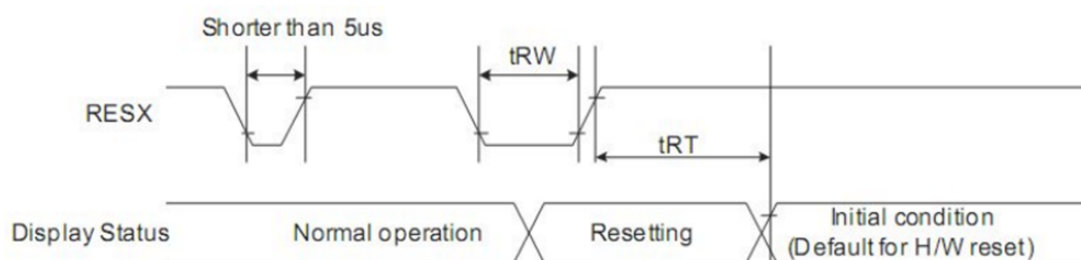 Shorter than 5us
tRW
RESX
tRT
Display Status
Normal operation
Resetting
Initial condition
(Default for H/W reset)